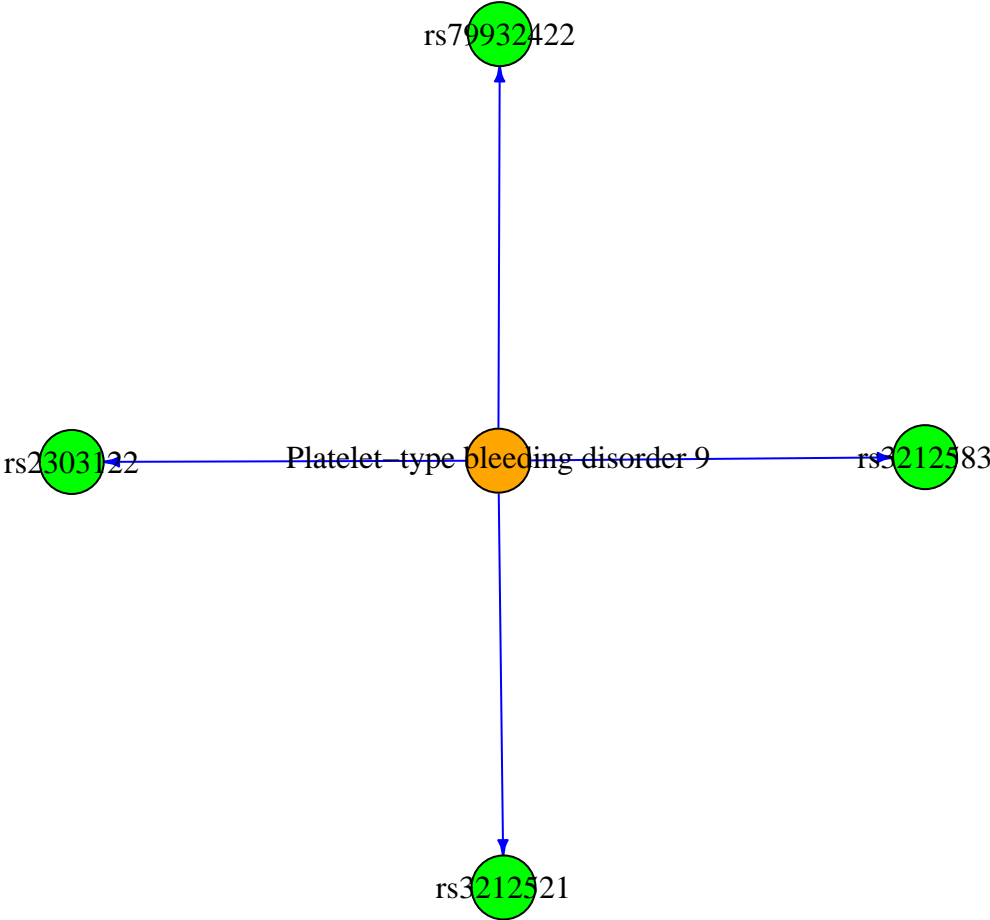 rs79932422
rs2303122
Platelet−type bleeding disorder 9
rs3212583
rs3212521